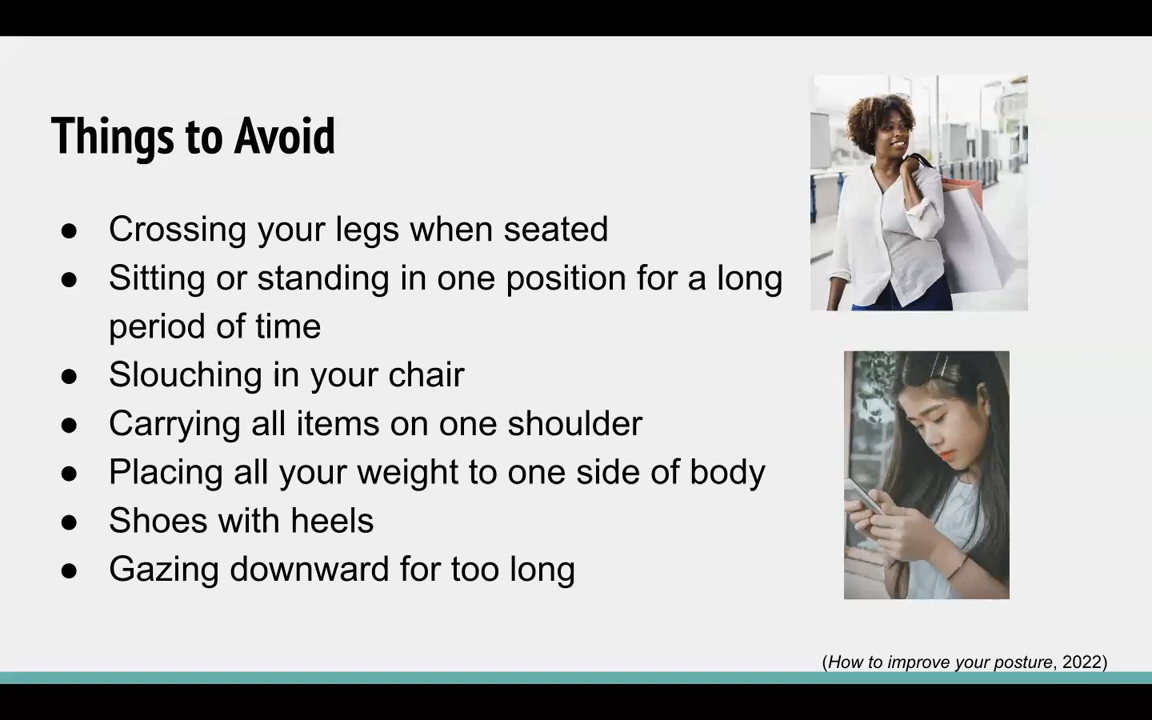 Things to Avoid
● Crossing your legs when seated
● Sitting or standing in one position for a long
period of time
● Slouching in your chair
● Carrying all items on one shoulder
● Placing all your weight to one side of body
● Shoes with heels
● Gazing downward for too long
(How to improve your posture, 2022)